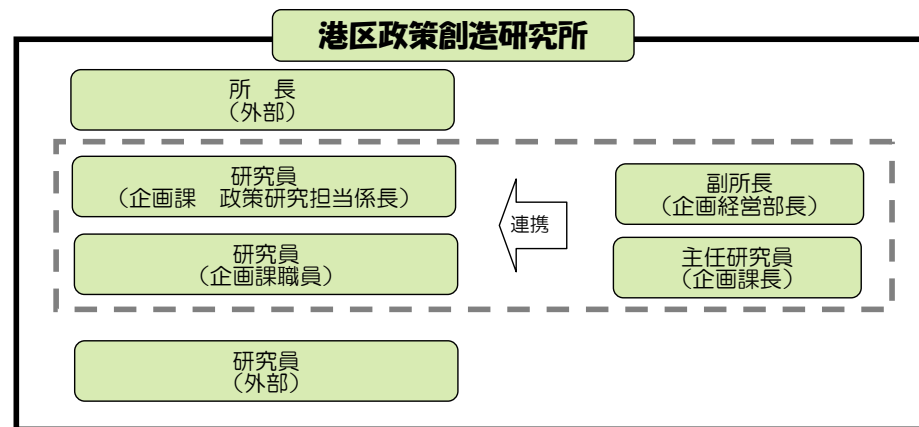 港区政策創造研究所
所　長
（外部）
研究員
（企画課　政策研究担当係長）
研究員
（企画課職員）
連携
副所長
（企画経営部長）
主任研究員
（企画課長）
研究員
（外部）